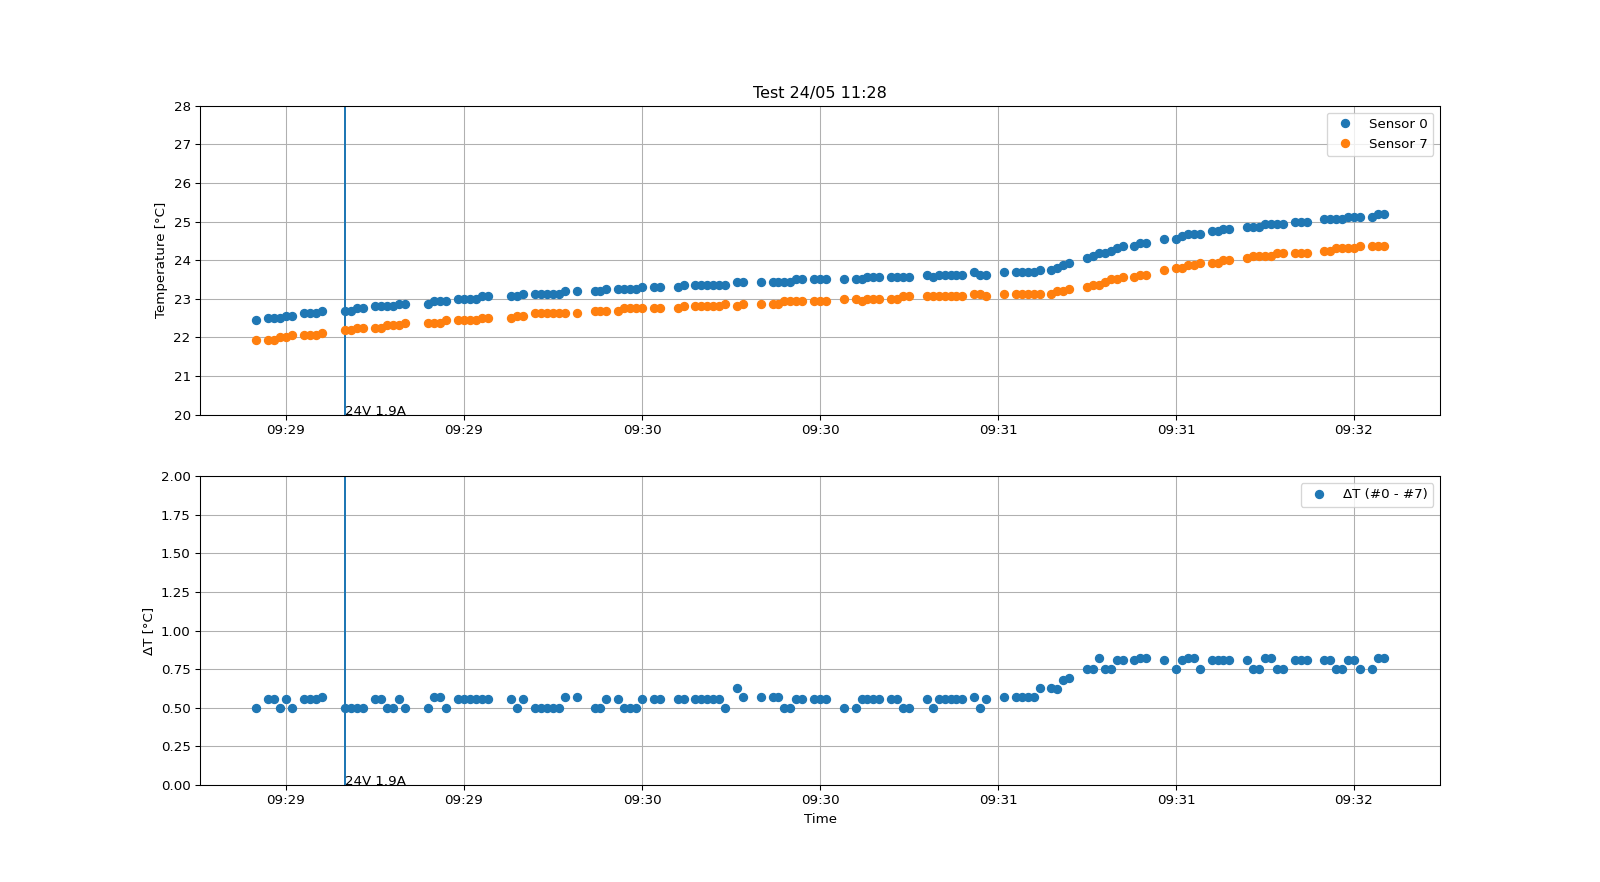 Test 24/05 11:28
28
27
26
25
24
23
22
21
20
Temperature [°C]
Sensor 0
Sensor 7
24V 1.9A
09:29 09:29 09:30 09:30 09:31 09:31 09:32
2.00
1.75
1.50
1.25
1.00
0.75
0.50
0.25
0.00
ΔT [°C]
ΔT (#0 - #7)
24V 1.9A
09:29 09:29 09:30 09:30 09:31 09:31 09:32
Time